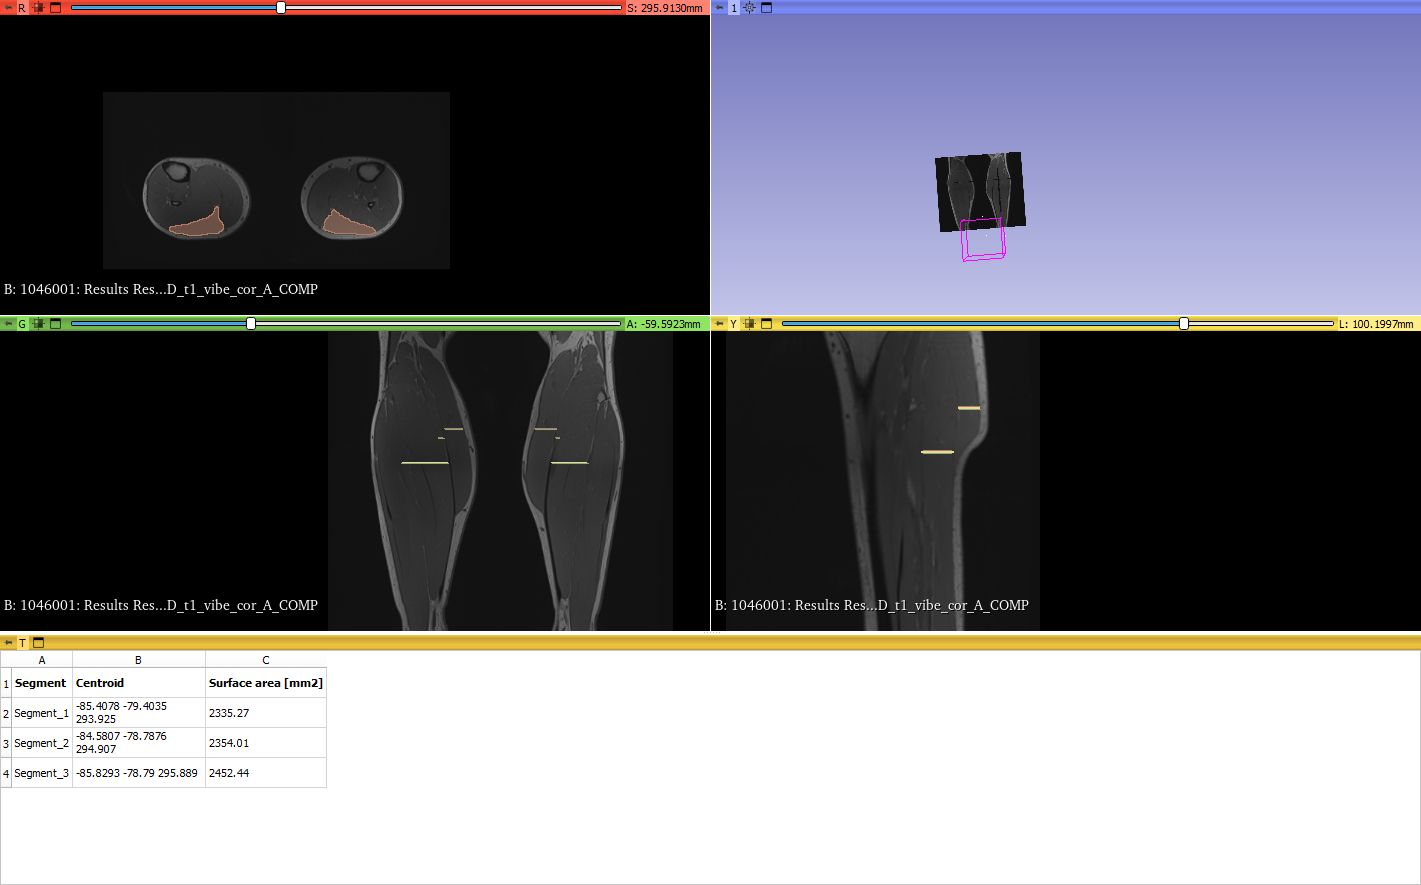 R
S: 295.9130mm
1
B: 1046001: Results Res...D_t1_vibe_cor_A_COMP
G
A: -59.5923mm
Y
L: 100.1997mm
B: 1046001: Results Res...D_t1_vibe_cor_A_COMP
B: 1046001: Results Res...D_t1_vibe_cor_A_COMP
T
A B C
1 Segment Centroid Surface area [mm2]
2 Segment_1 -85.4078 -79.4035 293.925 2335.27
3 Segment_2 -84.5807 -78.7876 294.907 2354.01
4 Segment_3 -85.8293 -78.79 295.889 2452.44